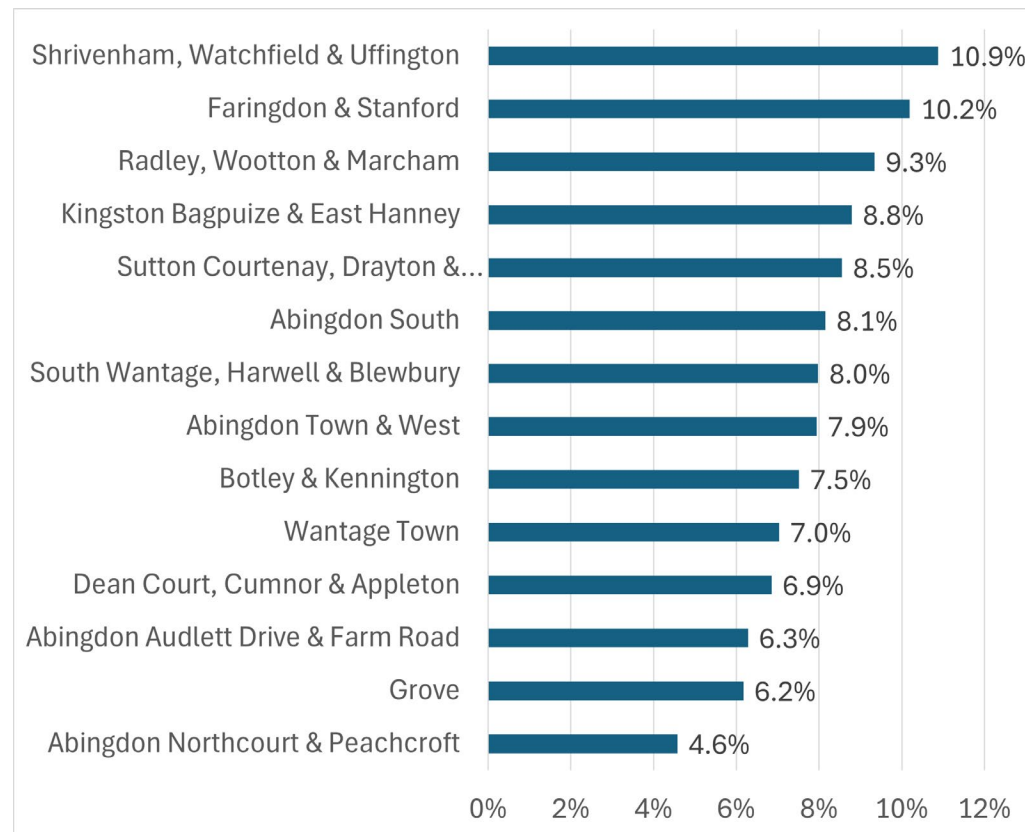 Shrivenham, Watchfield & Uffington 10.9%
Faringdon & Stanford 10.2%
Radley, Wootton & Marcham 9.3%
Kingston Bagpuize & East Hanney 8.8%
Sutton Courtenay, Drayton &... 8.5%
Abingdon South 8.1%
South Wantage, Harwell & Blewbury 8.0%
Abingdon Town & West 7.9%
Botley & Kennington 7.5%
Wantage Town 7.0%
Dean Court, Cumnor & Appleton 6.9%
Abingdon Audlett Drive & Farm Road 6.3%
Grove 6.2%
Abingdon Northcourt & Peachcroft 4.6%
0% 2% 4% 6% 8% 10% 12%